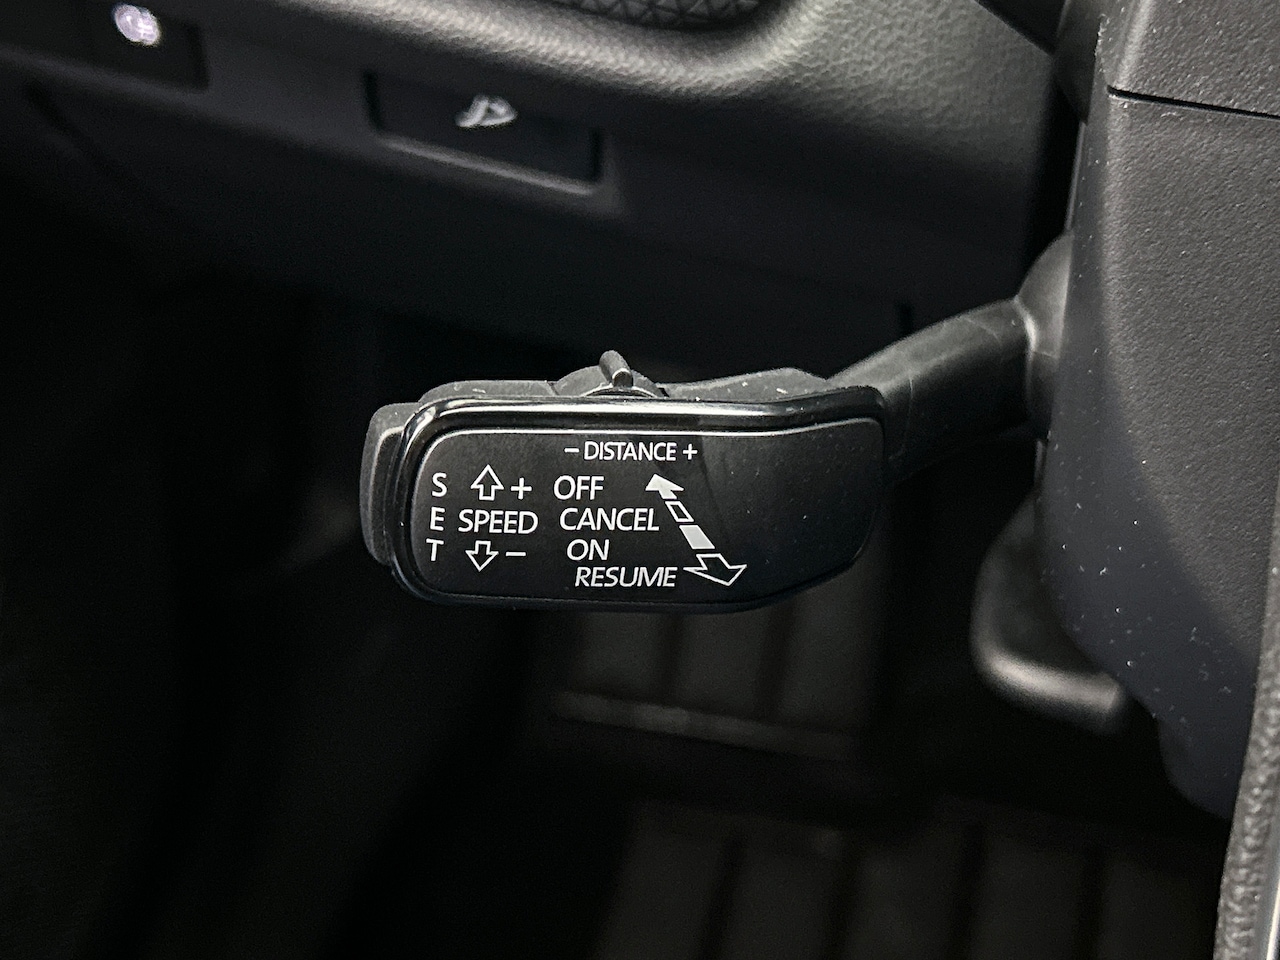 - DISTANCE +
S + OFF
E SPEED CANCEL
T - ON
RESUME